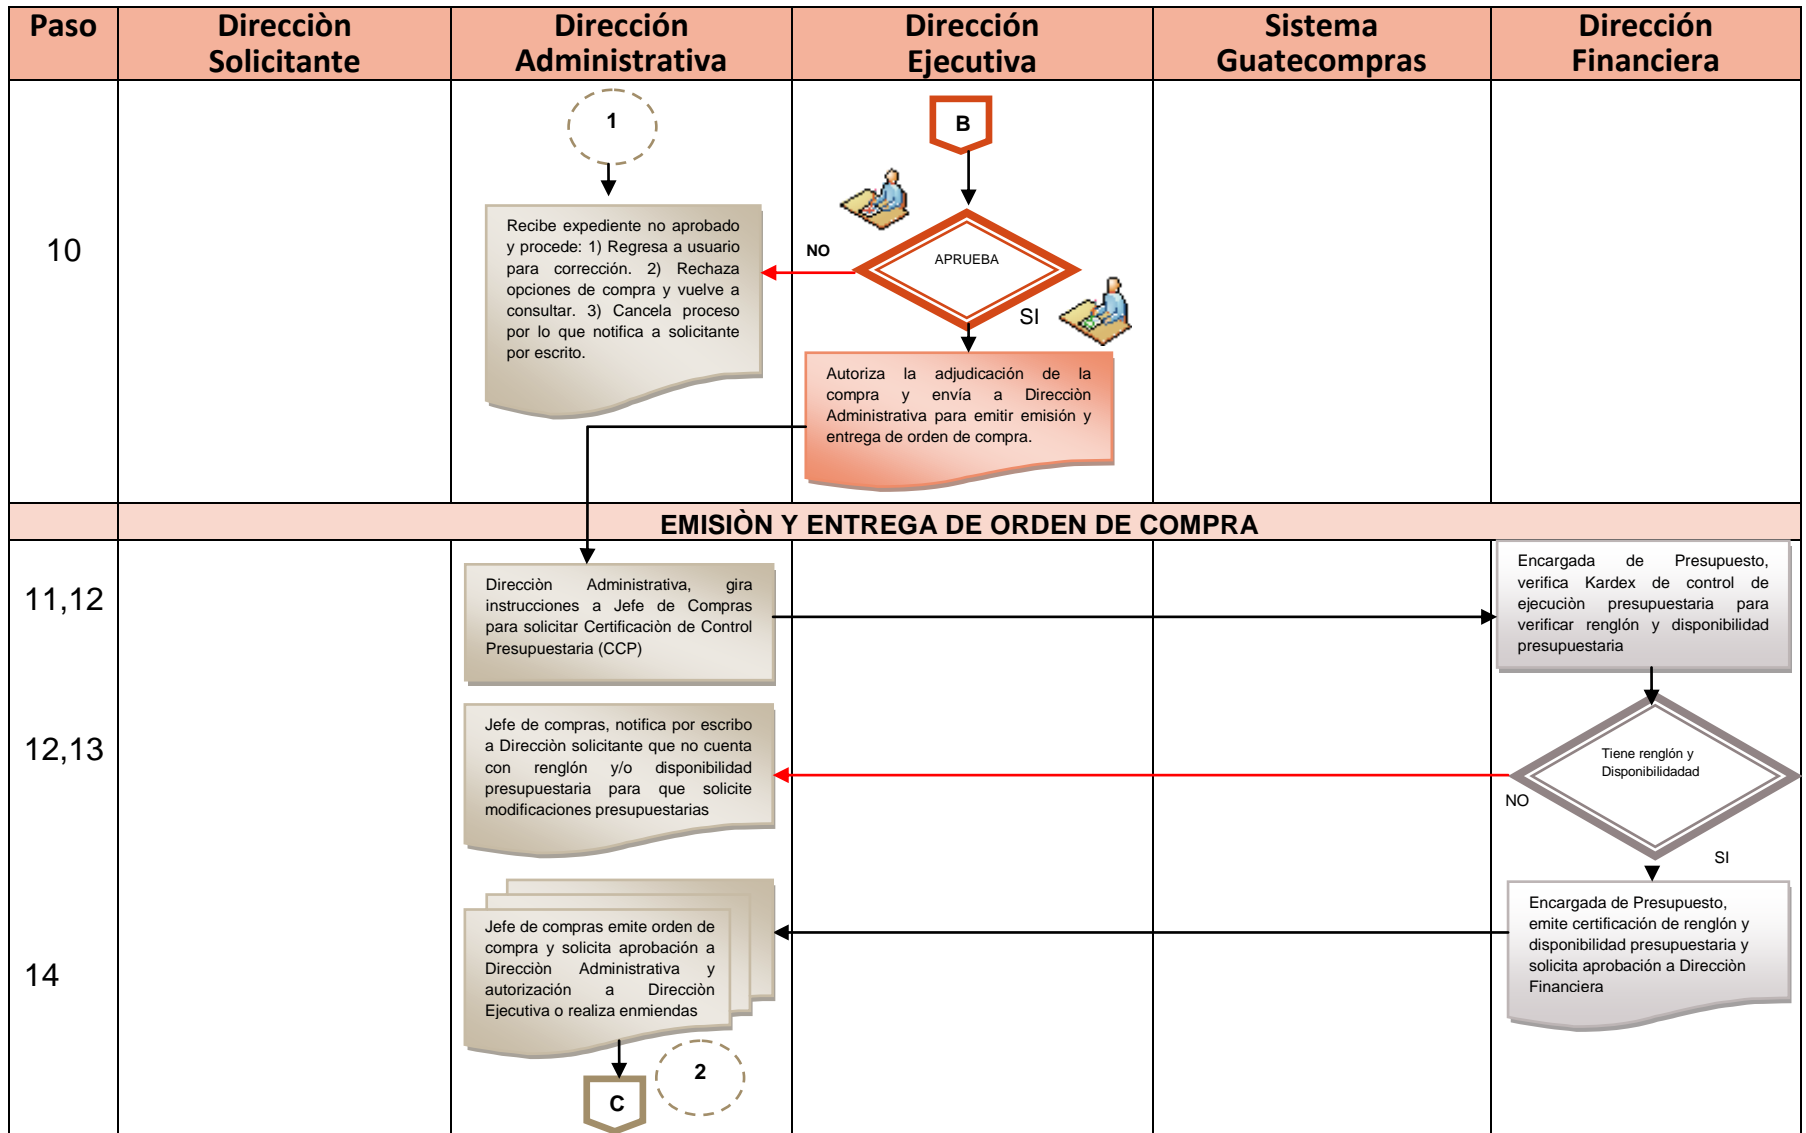 Paso
Direcciòn
Solicitante
Dirección
Administrativa
Dirección
Ejecutiva
Sistema
Guatecompras
Dirección
Financiera
10
1
Recibe expediente no aprobado
y procede: 1) Regresa a usuario
para corrección. 2) Rechaza
opciones de compra y vuelve a
consultar. 3) Cancela proceso
por lo que notifica a solicitante
por escrito.
B
NO
APRUEBA
SI
Autoriza la adjudicación de la
compra y envía a Direcciòn
Administrativa para emitir emisión y
entrega de orden de compra.
EMISIÒN Y ENTREGA DE ORDEN DE COMPRA
11,12
Direcciòn Administrativa, gira
instrucciones a Jefe de Compras
para solicitar Certificaciòn de Control
Presupuestaria (CCP)
Encargada de Presupuesto,
verifica Kardex de control de
ejecuciòn presupuestaria para
verificar renglón y disponibilidad
presupuestaria
12,13
Jefe de compras, notifica por escribo
a Direcciòn solicitante que no cuenta
con renglón y/o disponibilidad
presupuestaria para que solicite
modificaciones presupuestarias
Tiene renglón y
Disponibilidadad
NO
SI
14
Jefe de compras emite orden de
compra y solicita aprobación a
Direcciòn Administrativa y
autorización a Direcciòn
Ejecutiva o realiza enmiendas
Encargada de Presupuesto,
emite certificación de renglón y
disponibilidad presupuestaria y
solicita aprobación a Direcciòn
Financiera
2
C